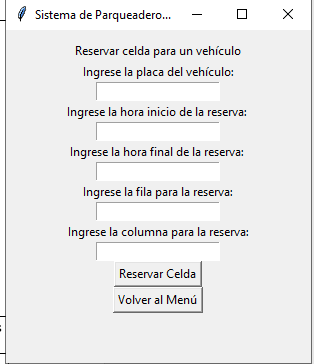 Sistema de Parqueadero...
Reservar celda para un vehículo
Ingrese la placa del vehículo:
Ingrese la hora inicio de la reserva:
Ingrese la hora final de la reserva:
Ingrese la fila para la reserva:
Ingrese la columna para la reserva:
Reservar Celda
Volver al Menú